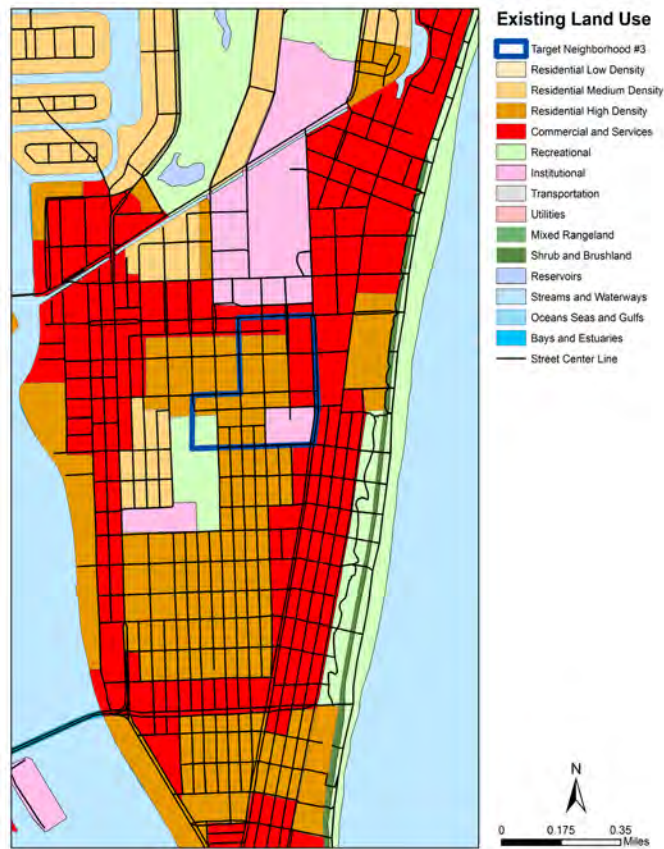 Existing Land Use
Target Neighborhood #3
Residential Low Density
Residential Medium Density
Residential High Density
Commercial and Services
Recreational
Institutional
Transportation
Utilities
Mixed Rangeland
Shrub and Brushland
Reservoirs
Streams and Waterways
Oceans Seas and Gulfs
Bays and Estuaries
Street Center Line
N
0 0.175 0.35
Miles